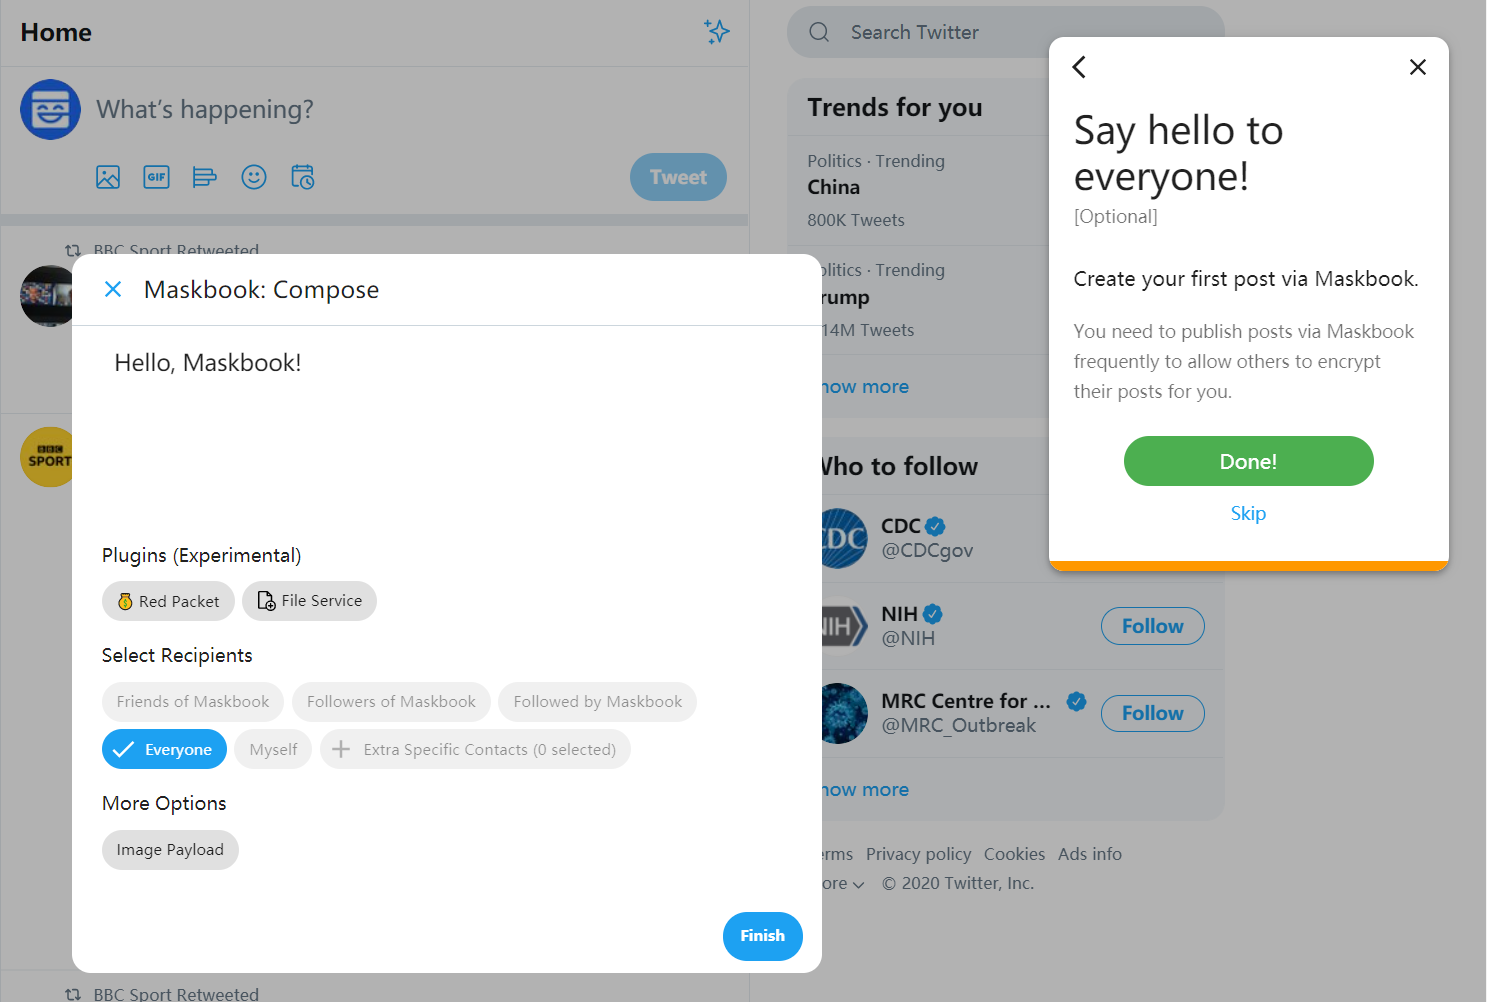 Home
What's happening?
GIF
Tweet
BBC Sport Retweeted
BBC
SPORT
Maskbook: Compose
Hello, Maskbook!
Plugins (Experimental)
Red Packet
File Service
Select Recipients
Friends of Maskbook
Followers of Maskbook
Followed by Maskbook
Everyone
Myself
Extra Specific Contacts (0 selected)
More Options
Image Payload
Finish
BBC Sport Retweeted
Search Twitter
Trends for you
Politics · Trending
China
800K Tweets
olitics · Trending
rump
14M Tweets
how more
Who to follow
CDC
CDC
@CDCgov
NIH
NIH
@NIH
Follow
MRC Centre for ...
@MRC_Outbreak
Follow
how more
erms Privacy policy Cookies Ads info
ore © 2020 Twitter, Inc.
Say hello to
everyone!
[Optional]
Create your first post via Maskbook.
You need to publish posts via Maskbook
frequently to allow others to encrypt
their posts for you.
Done!
Skip